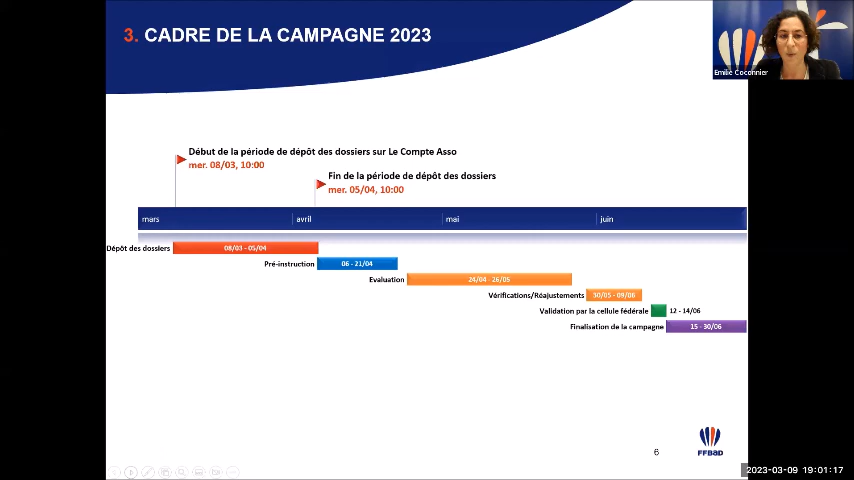 3. CADRE DE LA CAMPAGNE 2023
Emilie Coconnier
Début de la période de dépôt des dossiers sur Le Compte Asso
mer. 08/03, 10:00
Fin de la période de dépôt des dossiers
mer. 05/04, 10:00
mars avril mai juin
Dépôt des dossiers 08/03 - 05/04
Pré-instruction 06 - 21/04
Evaluation 24/04 - 26/05
Vérifications/Réajustements 30/05 - 09/06
Validation par la cellule fédérale 12 - 14/06
Finalisation de la campagne 15 - 30/06
6
FFBaD
2023-03-09 19:01:17